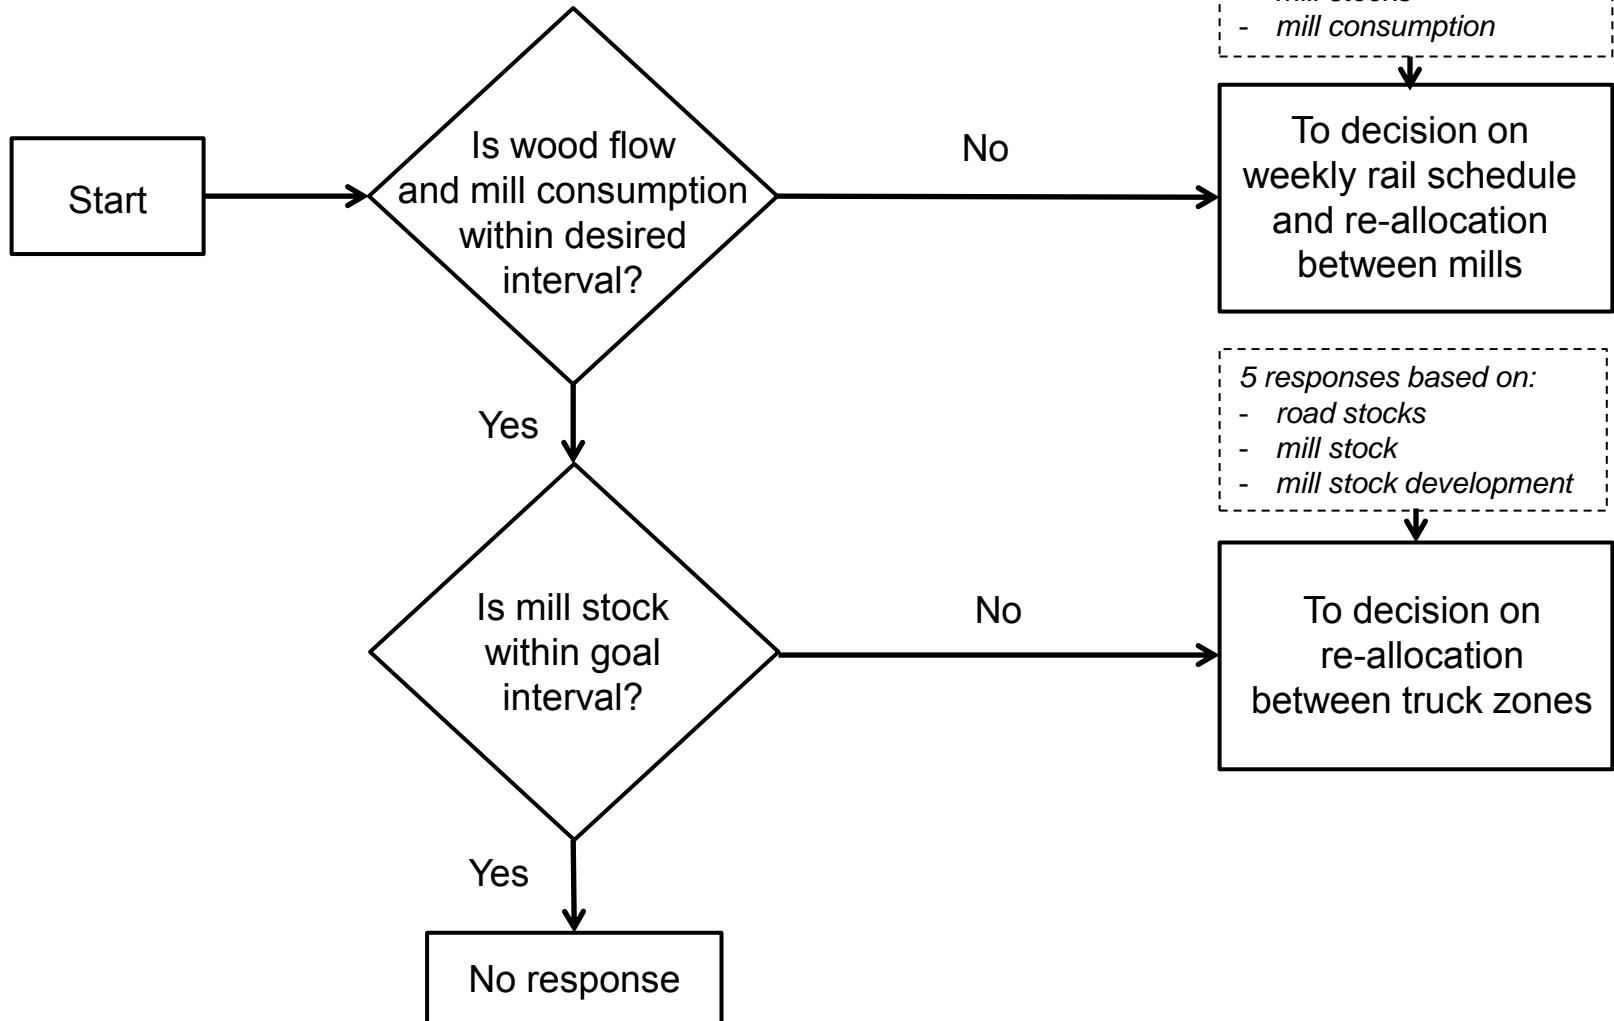 - mill consumption
Start
Is wood flow
and mill consumption
within desired
interval?
No
To decision on
weekly rail schedule
and re-allocation
between mills
Yes
5 responses based on:
- road stocks
- mill stock
- mill stock development
Is mill stock
within goal
interval?
No
To decision on
re-allocation
between truck zones
Yes
No response